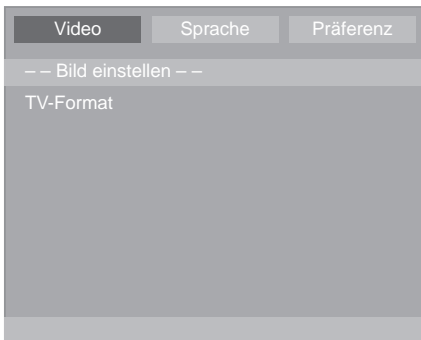 Video Sprache Präferenz
– – Bild einstellen – –
TV-Format